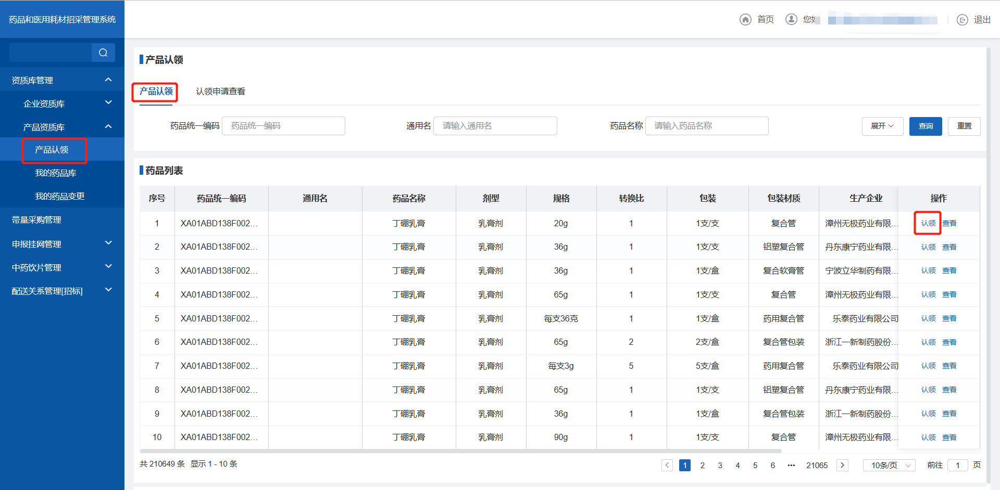 药品和医用耗材招采管理系统
首页
您好
退出
资质库管理
企业资质库
产品资质库
产品认领
我的药品库
我的药品变更
带量采购管理
申报挂网管理
中药饮片管理
配送关系管理[招标]
产品认领
产品认领 认领申请查看
药品统一编码 药品统一编码 通用名 请输入通用名 药品名称 请输入药品名称 展开 查询 重置
药品列表
序号 药品统一编码 通用名 药品名称 剂型 规格 转换比 包装 包装材质 生产企业 操作
1 XA01ABD138F002... 丁硼乳膏 乳膏剂 20g 1 1支/支 复合管 漳州无极药业有限... 认领 查看
2 XA01ABD138F002... 丁硼乳膏 乳膏剂 36g 1 1支/支 铝塑复合管 丹东康宁药业有限... 认领 查看
3 XA01ABD138F002... 丁硼乳膏 乳膏剂 36g 1 1支/盒 复合软膏管 宁波立华制药有限... 认领 查看
4 XA01ABD138F002... 丁硼乳膏 乳膏剂 65g 1 1支/支 复合管 漳州无极药业有限... 认领 查看
5 XA01ABD138F002... 丁硼乳膏 乳膏剂 每支36克 1 1支/盒 药用复合管 乐泰药业有限公司 认领 查看
6 XA01ABD138F002... 丁硼乳膏 乳膏剂 65g 2 2支/盒 复合管包装 浙江一新制药股份... 认领 查看
7 XA01ABD138F002... 丁硼乳膏 乳膏剂 每支3g 5 5支/盒 药用复合管 乐泰药业有限公司 认领 查看
8 XA01ABD138F002... 丁硼乳膏 乳膏剂 65g 1 1支/支 铝塑复合管 丹东康宁药业有限... 认领 查看
9 XA01ABD138F002... 丁硼乳膏 乳膏剂 36g 1 1支/盒 复合管包装 浙江一新制药股份... 认领 查看
10 XA01ABD138F002... 丁硼乳膏 乳膏剂 90g 1 1支/支 复合管 漳州无极药业有限... 认领 查看
共 210649 条 显示 1 - 10 条 1 2 3 4 5 6 ••• 21065 10条/页 前往 1 页